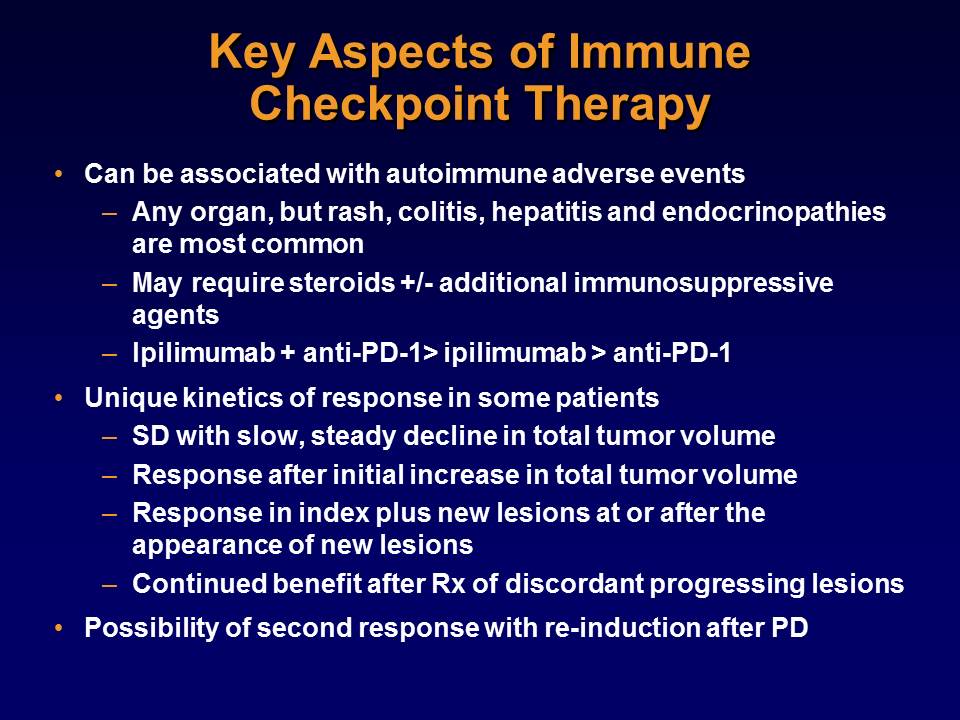 Key Aspects of Immune
Checkpoint Therapy
• Can be associated with autoimmune adverse events
– Any organ, but rash, colitis, hepatitis and endocrinopathies
are most common
– May require steroids +/- additional immunosuppressive
agents
– Ipilimumab + anti-PD-1> ipilimumab > anti-PD-1
• Unique kinetics of response in some patients
– SD with slow, steady decline in total tumor volume
– Response after initial increase in total tumor volume
– Response in index plus new lesions at or after the
appearance of new lesions
– Continued benefit after Rx of discordant progressing lesions
• Possibility of second response with re-induction after PD